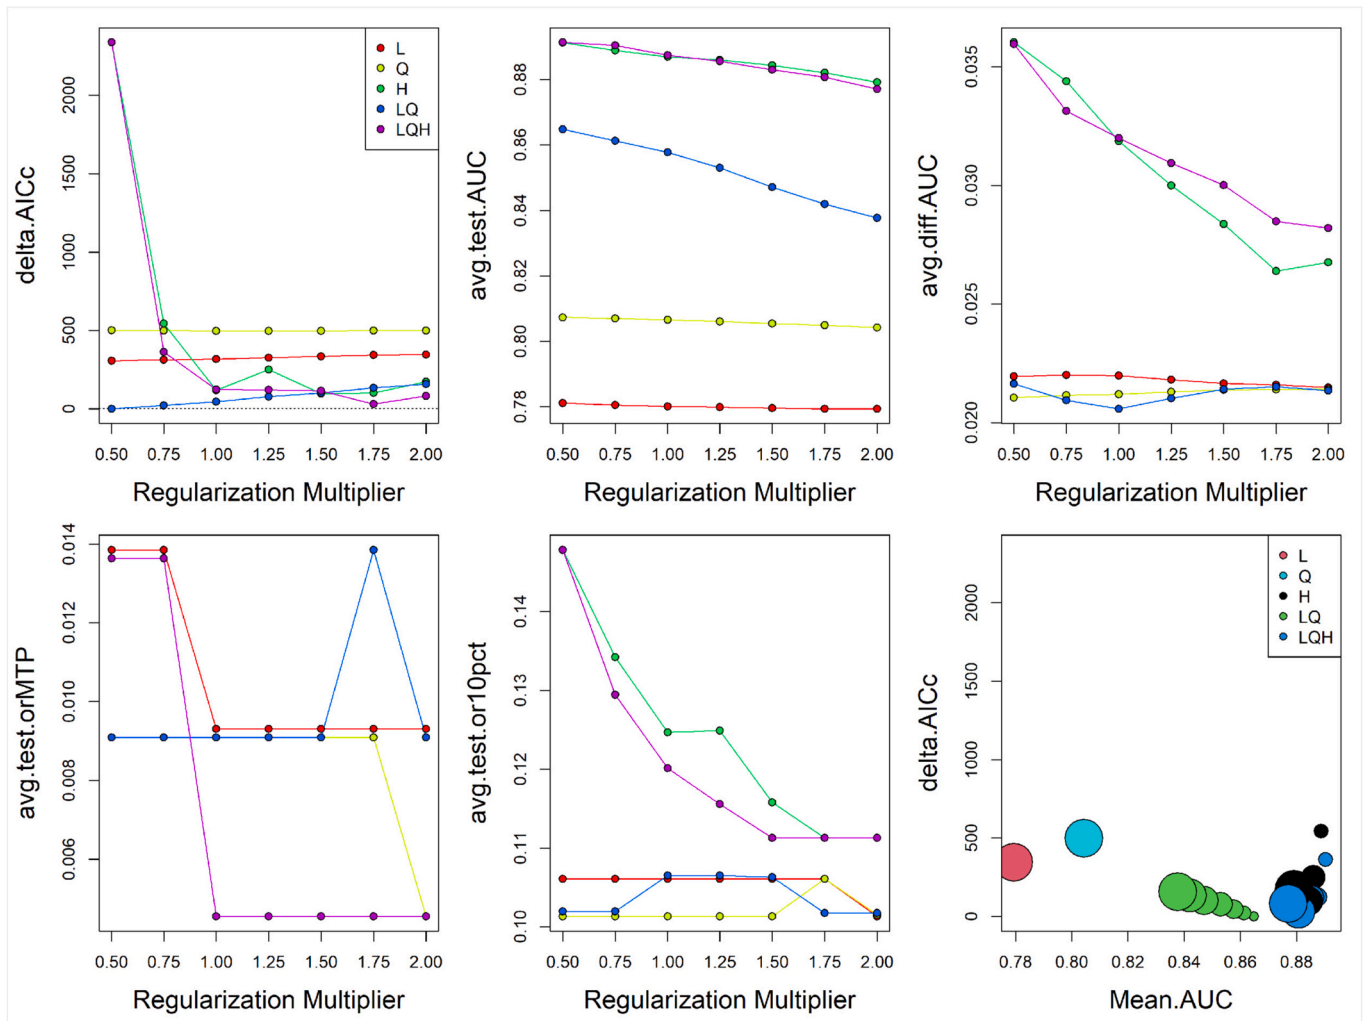 delta.AICc
0
500
1000
1500
2000
L
Q
H
LQ
LQH
0.50 0.75 1.00 1.25 1.50 1.75 2.00
Regularization Multiplier
avg.test.AUC
0.78
0.80
0.82
0.84
0.86
0.88
0.50 0.75 1.00 1.25 1.50 1.75 2.00
Regularization Multiplier
avg.diff.AUC
0.020
0.025
0.030
0.035
0.50 0.75 1.00 1.25 1.50 1.75 2.00
Regularization Multiplier
avg.test.orMTP
0.006
0.008
0.010
0.012
0.014
0.50 0.75 1.00 1.25 1.50 1.75 2.00
Regularization Multiplier
avg.test.or10pct
0.10
0.11
0.12
0.13
0.14
0.50 0.75 1.00 1.25 1.50 1.75 2.00
Regularization Multiplier
delta.AICc
0
500
1000
1500
2000
L
Q
H
LQ
LQH
0.78 0.80 0.82 0.84 0.86 0.88
Mean.AUC